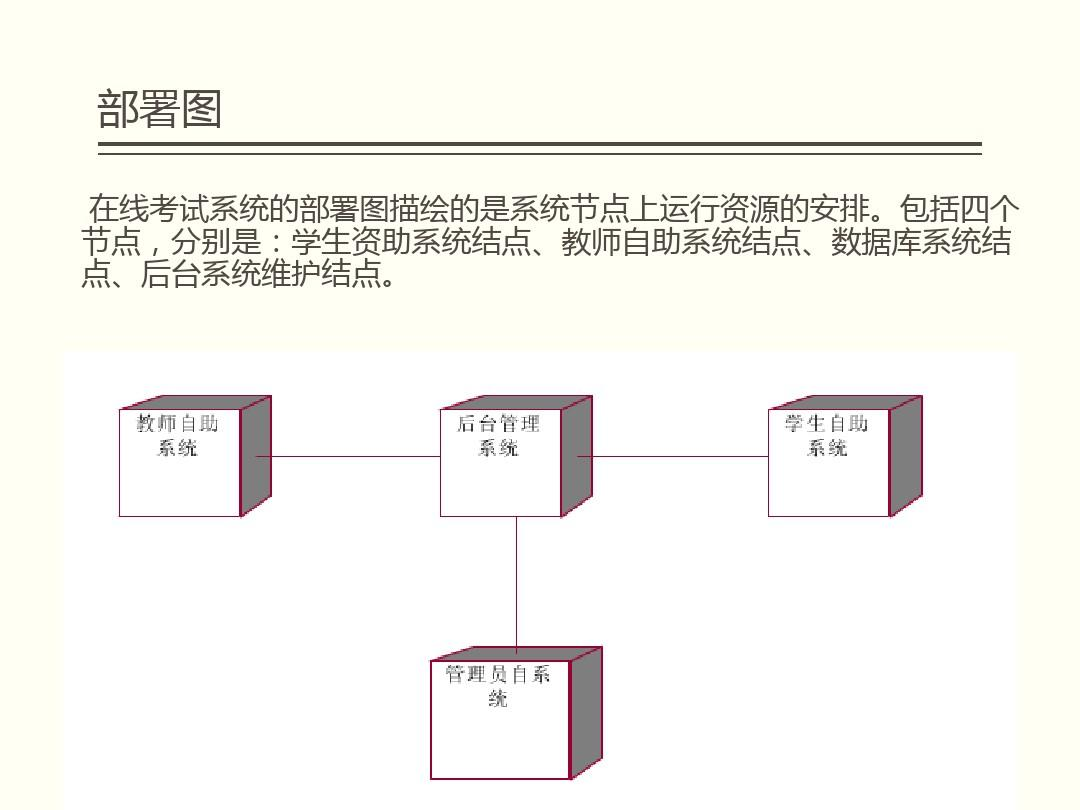 部署图
在线考试系统的部署图描绘的是系统节点上运行资源的安排。包括四个
节点，分别是：学生资助系统结点、教师自助系统结点、数据库系统结
点、后台系统维护结点。
教师自助
系统
后台管理
系统
学生自助
系统
管理员自系
统